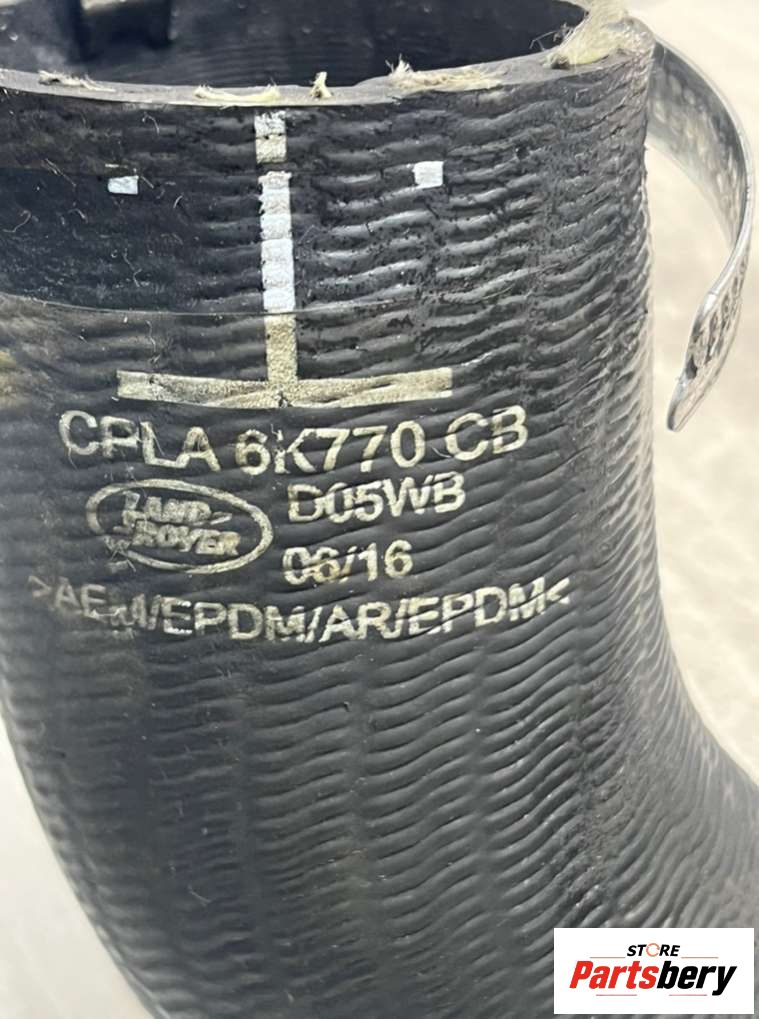 CPLA 6K770 CB
LAND ROVER
D05WB
06/16
>AEM/EPDM/AR/EPDM<
STORE
Partsbery